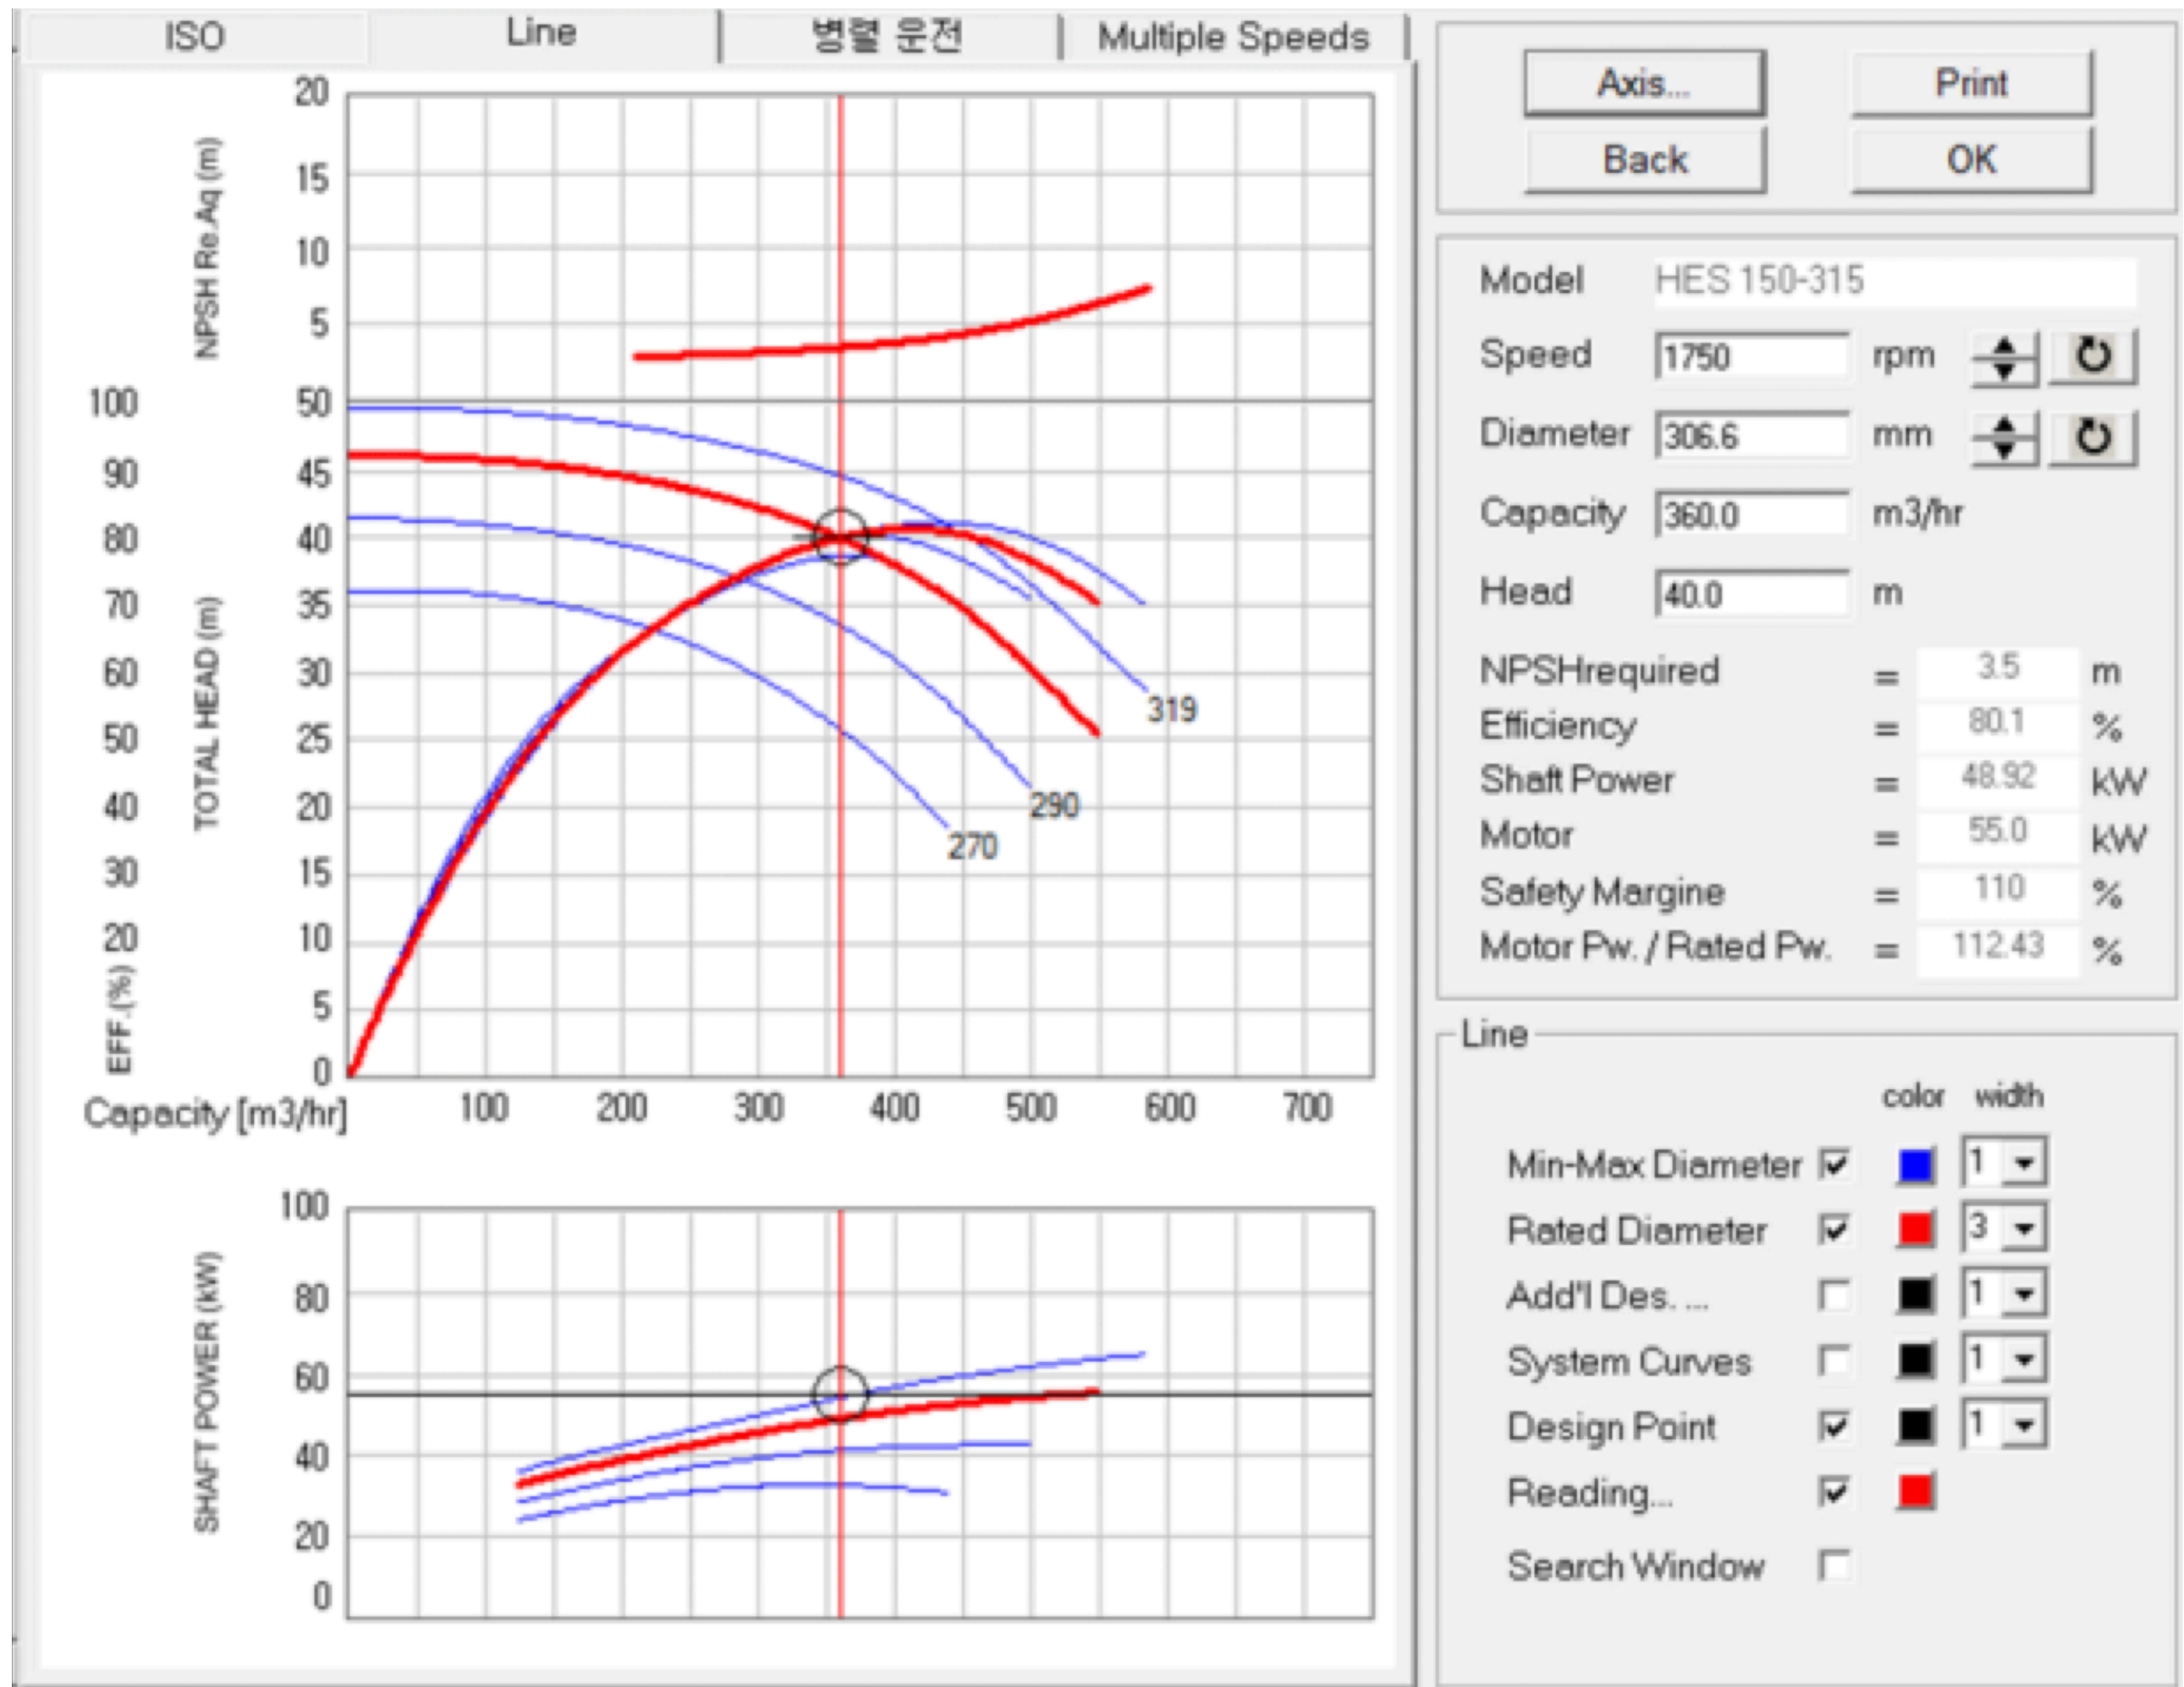 ISO Line 병렬 운전 Multiple Speeds
NPSH Re.Aq (m)
20
15
10
5
EFF.(%)
100
90
80
70
60
50
40
30
20
TOTAL HEAD (m)
50
45
40
35
30
25
20
15
10
5
0
319
290
270
Capacity [m3/hr] 100 200 300 400 500 600 700
SHAFT POWER (kW)
100
80
60
40
20
0
Axis... Print
Back OK
Model HES 150-315
Speed 1750 rpm
Diameter 306.6 mm
Capacity 360.0 m3/hr
Head 40.0 m
NPSHrequired = 3.5 m
Efficiency = 80.1 %
Shaft Power = 48.92 kW
Motor = 55.0 kW
Safety Margine = 110 %
Motor Pw. / Rated Pw. = 112.43 %
Line
color width
Min-Max Diameter 1
Rated Diameter 3
Add'l Des. ... 1
System Curves 1
Design Point 1
Reading...
Search Window